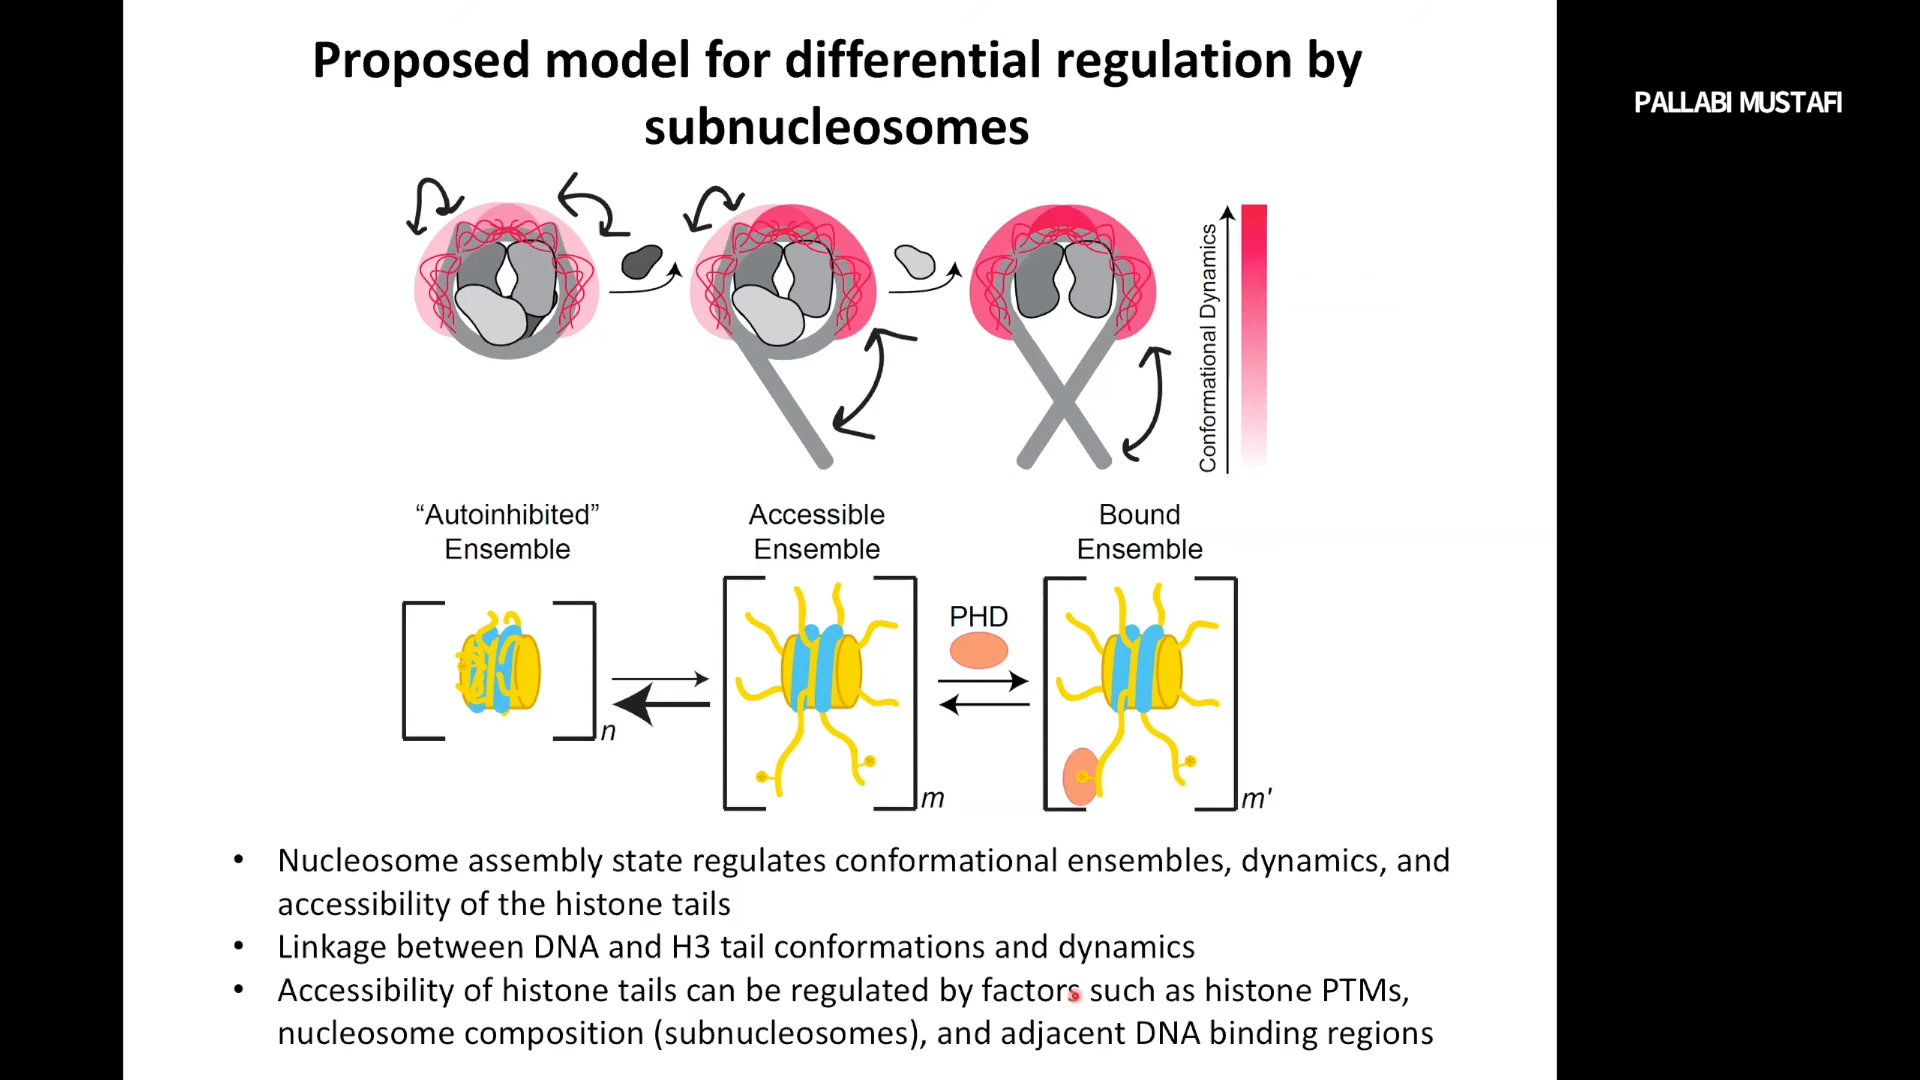 Proposed model for differential regulation by
subnucleosomes
PALLABI MUSTAFI
Conformational Dynamics
“Autoinhibited”
Ensemble
Accessible
Ensemble
Bound
Ensemble
PHD
n
m
m'
• Nucleosome assembly state regulates conformational ensembles, dynamics, and
accessibility of the histone tails
• Linkage between DNA and H3 tail conformations and dynamics
• Accessibility of histone tails can be regulated by factors such as histone PTMs,
nucleosome composition (subnucleosomes), and adjacent DNA binding regions